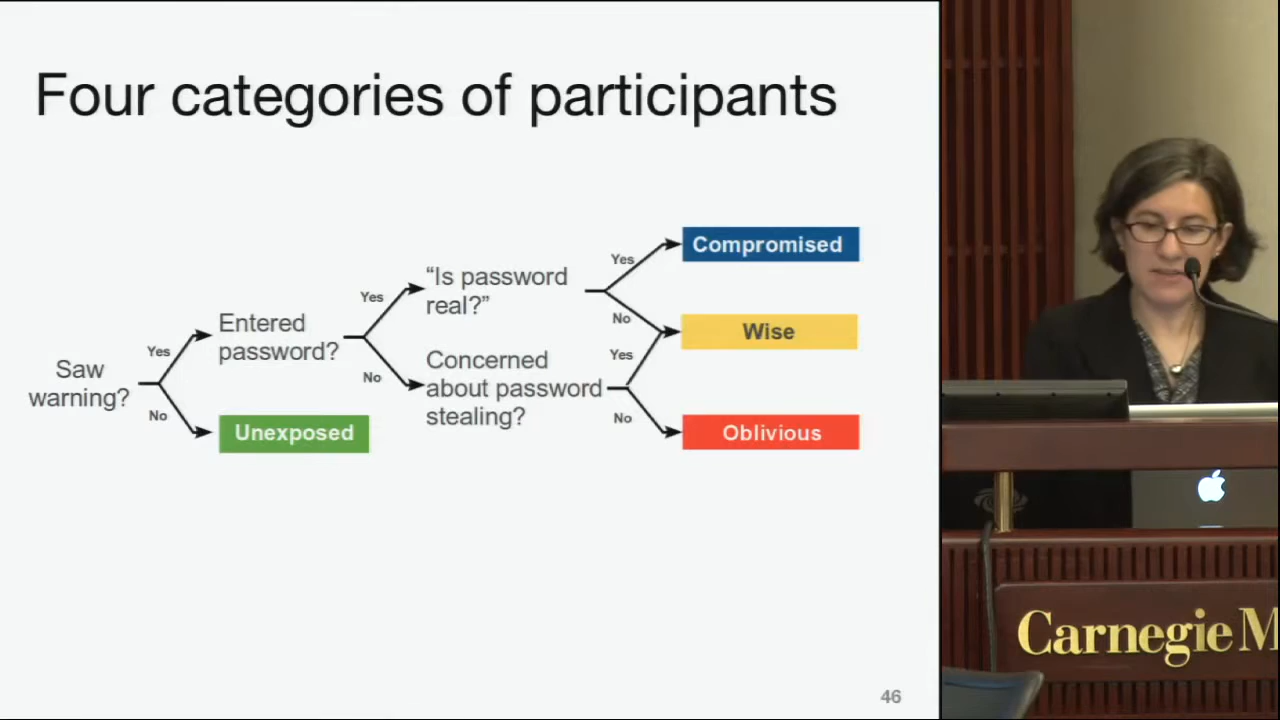 Four categories of participants
Saw
warning?
Yes
No
Entered
password?
Unexposed
Yes
No
“Is password
real?”
Concerned
about password
stealing?
Yes
No
Yes
No
Compromised
Wise
Oblivious
46
Carnegie M